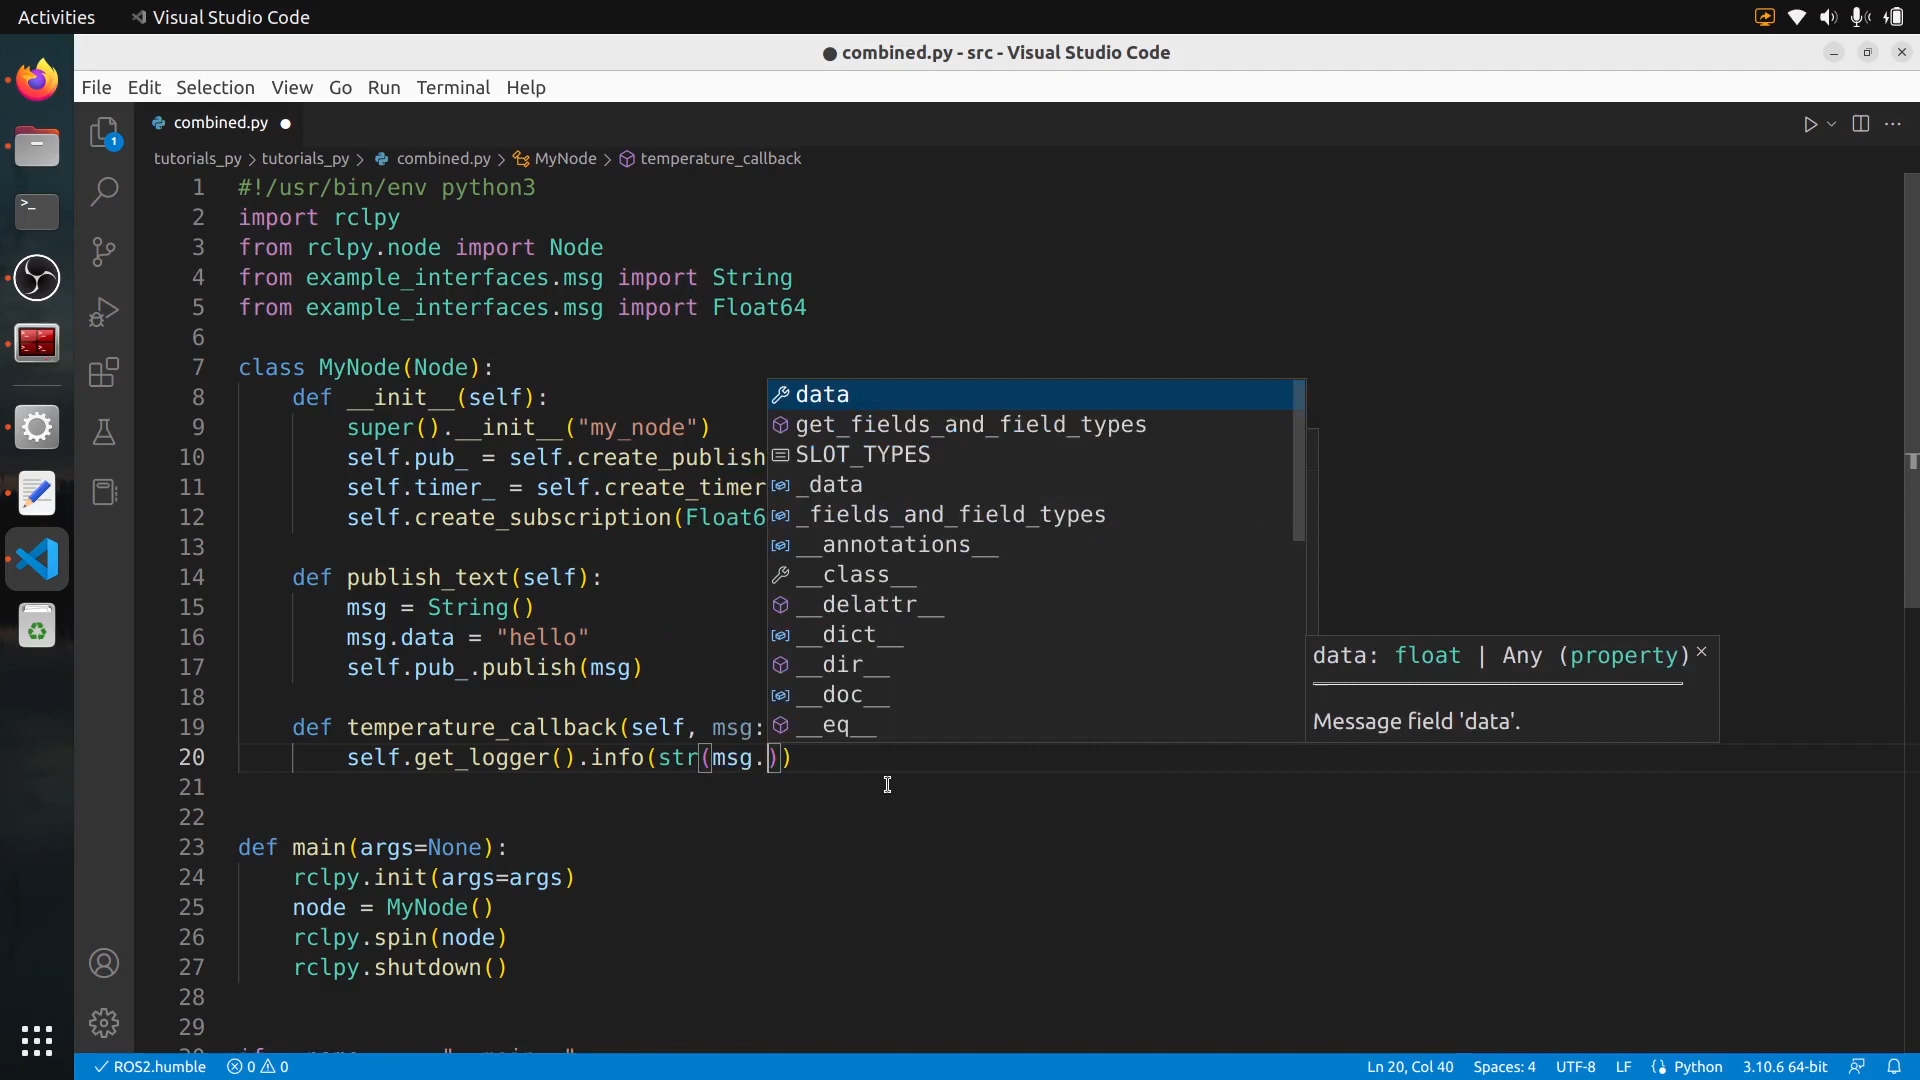 Activities
Visual Studio Code
● combined.py - src - Visual Studio Code
File Edit Selection View Go Run Terminal Help
1
combined.py
tutorials_py > tutorials_py > combined.py > MyNode > temperature_callback
1 #!/usr/bin/env python3
2 import rclpy
3 from rclpy.node import Node
4 from example_interfaces.msg import String
5 from example_interfaces.msg import Float64
6
7 class MyNode(Node):
8 def __init__(self):
9 super().__init__("my_node")
10 self.pub_ = self.create_publish
11 self.timer_ = self.create_timer
12 self.create_subscription(Float6
13
14 def publish_text(self):
15 msg = String()
16 msg.data = "hello"
17 self.pub_.publish(msg)
18
19 def temperature_callback(self, msg:
20 self.get_logger().info(str(msg.))
21
22
23 def main(args=None):
24 rclpy.init(args=args)
25 node = MyNode()
26 rclpy.spin(node)
27 rclpy.shutdown()
28
29
data
get_fields_and_field_types
SLOT_TYPES
_data
_fields_and_field_types
__annotations__
__class__
__delattr__
__dict__
__dir__
__doc__
__eq__
data: float | Any (property)
Message field 'data'.
ROS2.humble
0 0
Ln 20, Col 40 Spaces: 4 UTF-8 LF Python 3.10.6 64-bit